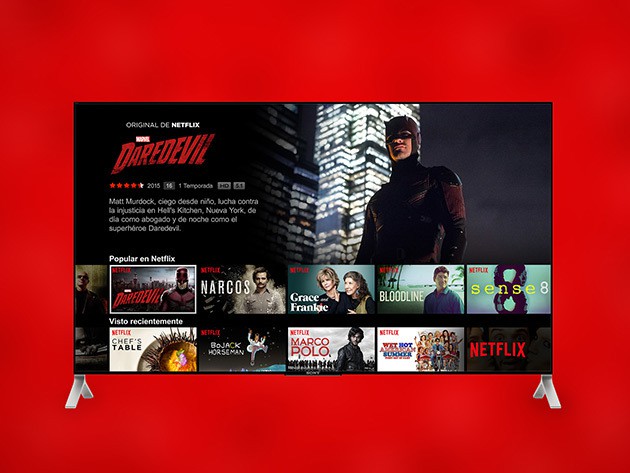 ORIGINAL DE NETFLIX
MARVEL
DAREDEVIL
2015 16 1 Temporada HD 5.1
Matt Murdock, ciego desde niño, lucha contra
la injusticia en Hell's Kitchen, Nueva York, de
día como abogado y de noche como el
superhéroe Daredevil.
Popular en Netflix
NETFLIX NETFLIX NETFLIX NETFLIX NETFLIX
DAREDEVIL NARCOS Grace and Frankie BLOODLINE sense8
Visto recientemente
NETFLIX NETFLIX NETFLIX NETFLIX
CHEF'S TABLE BOJACK HORSEMAN MARCO POLO WET HOT AMERICAN SUMMER NETFLIX
SONY